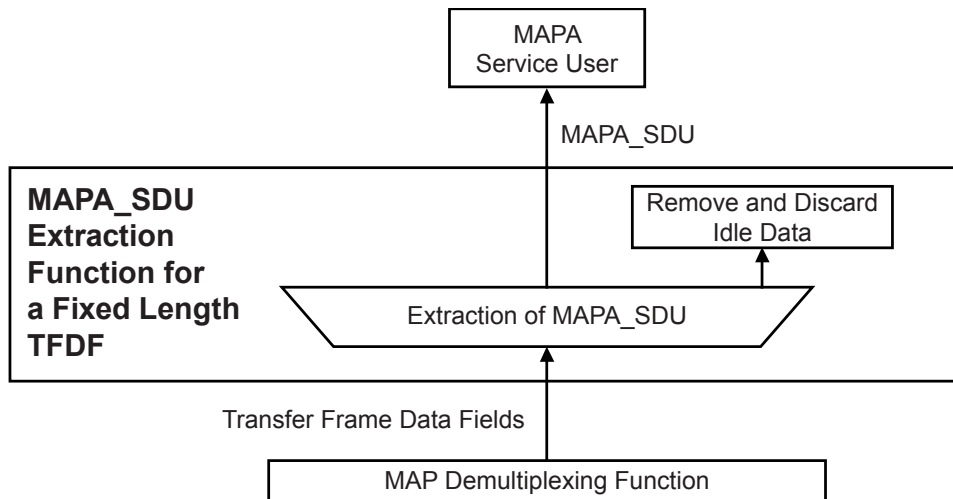 MAPA
Service User
MAPA_SDU
MAPA_SDU
Extraction
Function for
a Fixed Length
TFDF
Remove and Discard
Idle Data
Extraction of MAPA_SDU
Transfer Frame Data Fields
MAP Demultiplexing Function